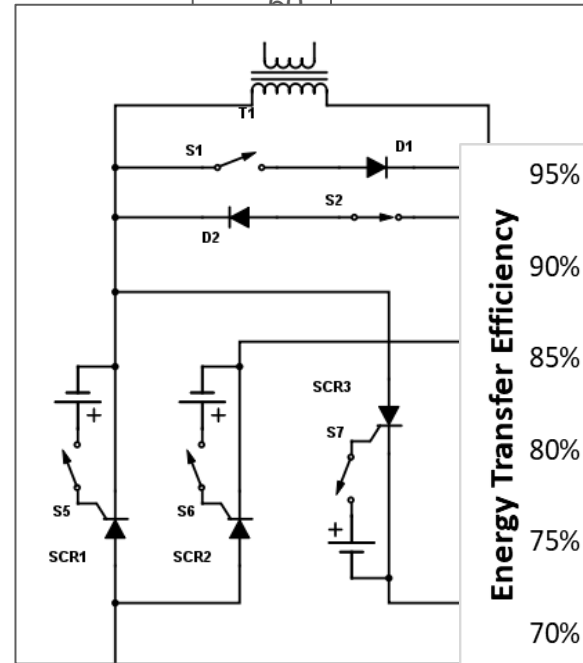 T1
S1
D1
S2
D2
SCR3
S7
+
+
+
S5
S6
SCR1
SCR2
Energy Transfer Efficiency
95%
90%
85%
80%
75%
70%